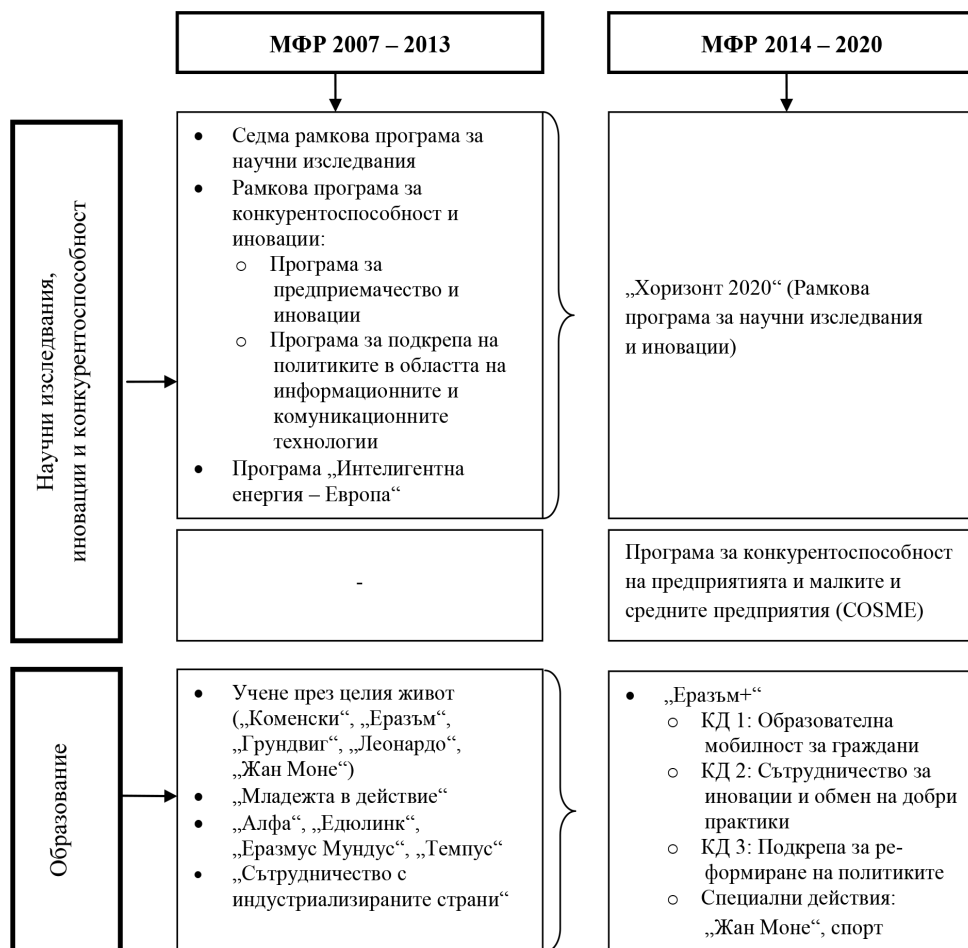 МФР 2007 – 2013
МФР 2014 – 2020
Научни изследвания,
иновации и конкурентоспособност
• Седма рамкова програма за
научни изследвания
• Рамкова програма за
конкурентоспособност и
иновации:
o Програма за
предприемачество и
иновации
o Програма за подкрепа на
политиките в областта на
информационните и
комуникационните
технологии
• Програма „Интелигентна
енергия – Европа“
„Хоризонт 2020“ (Рамкова
програма за научни изследвания
и иновации)
-
Програма за конкурентоспособност
на предприятията и малките и
средните предприятия (COSME)
Образование
• Учене през целия живот
(„Коменски“, „Еразъм“,
„Грундвиг“, „Леонардо“,
„Жан Моне“)
• „Младежта в действие“
• „Алфа“, „Едюлинк“,
„Еразмус Мундус“, „Темпус“
• „Сътрудничество с
индустриализираните страни“
• „Еразъм+“
o КД 1: Образователна
мобилност за граждани
o КД 2: Сътрудничество за
иновации и обмен на добри
практики
o КД 3: Подкрепа за ре-
формиране на политиките
o Специални действия:
„Жан Моне“, спорт